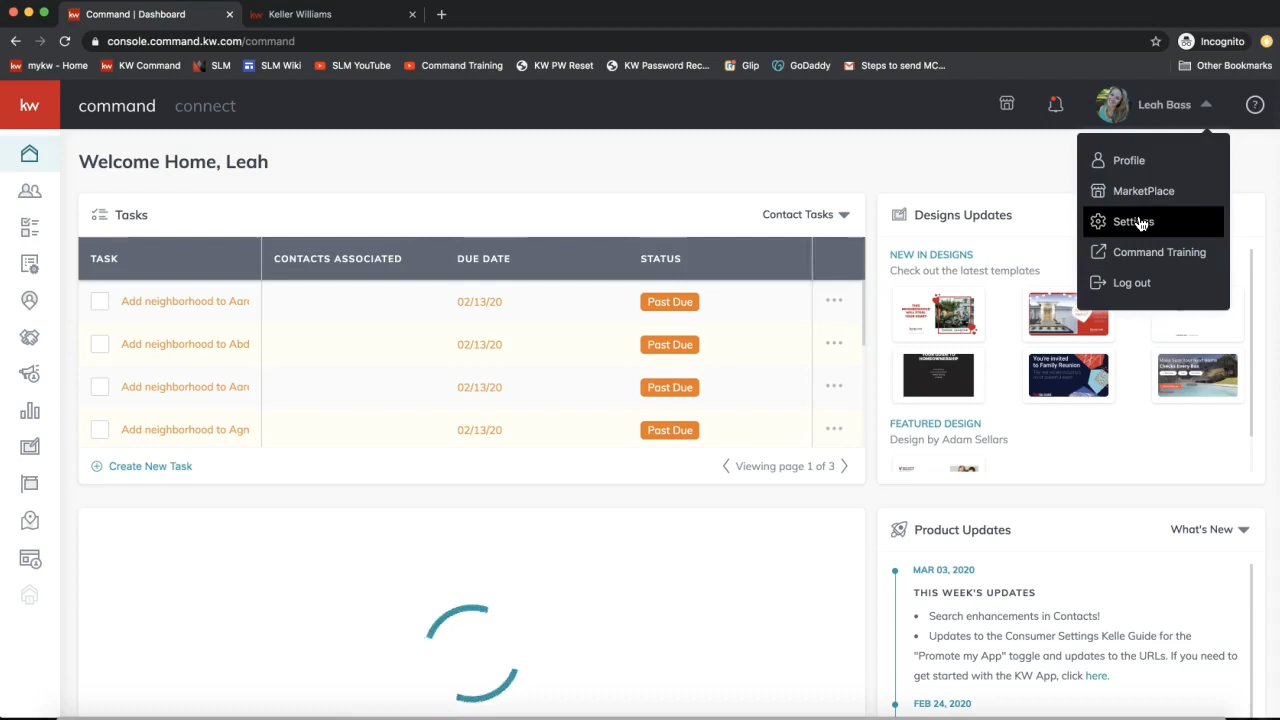 Command | Dashboard
Keller Williams
console.command.kw.com/command
Incognito
mykw - Home
KW Command
SLM
SLM Wiki
SLM YouTube
Command Training
KW PW Reset
KW Password Rec...
Glip
GoDaddy
Steps to send MC...
Other Bookmarks
kw
command
connect
Leah Bass
Profile
MarketPlace
Settings
Command Training
Log out
Welcome Home, Leah
Tasks
Contact Tasks
TASK
CONTACTS ASSOCIATED
DUE DATE
STATUS
Add neighborhood to Aar
02/13/20
Past Due
Add neighborhood to Abd
02/13/20
Past Due
Add neighborhood to Aar
02/13/20
Past Due
Add neighborhood to Agn
02/13/20
Past Due
Create New Task
Viewing page 1 of 3
Designs Updates
NEW IN DESIGNS
Check out the latest templates
You're invited
to Family Reunion
FEATURED DESIGN
Design by Adam Sellars
Product Updates
What's New
MAR 03, 2020
THIS WEEK'S UPDATES
• Search enhancements in Contacts!
• Updates to the Consumer Settings Kelle Guide for the
"Promote my App" toggle and updates to the URLs. If you need to
get started with the KW App, click here.
FEB 24, 2020